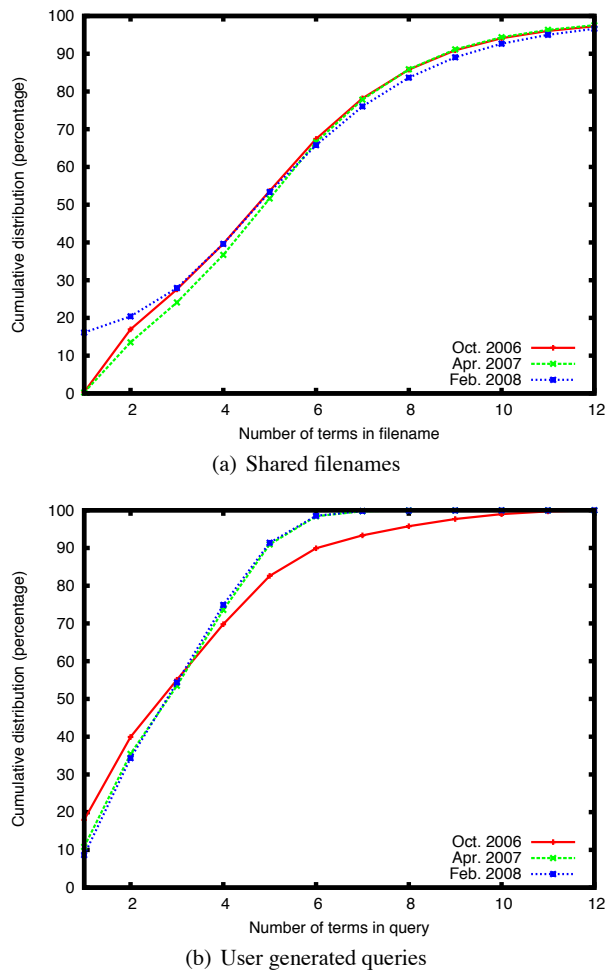 100
90
80
70
60
50
40
30
20
10
0
Cumulative distribution (percentage)
Oct. 2006
Apr. 2007
Feb. 2008
2 4 6 8 10 12
Number of terms in filename
(a) Shared filenames
100
90
80
70
60
50
40
30
20
10
0
Cumulative distribution (percentage)
Oct. 2006
Apr. 2007
Feb. 2008
2 4 6 8 10 12
Number of terms in query
(b) User generated queries